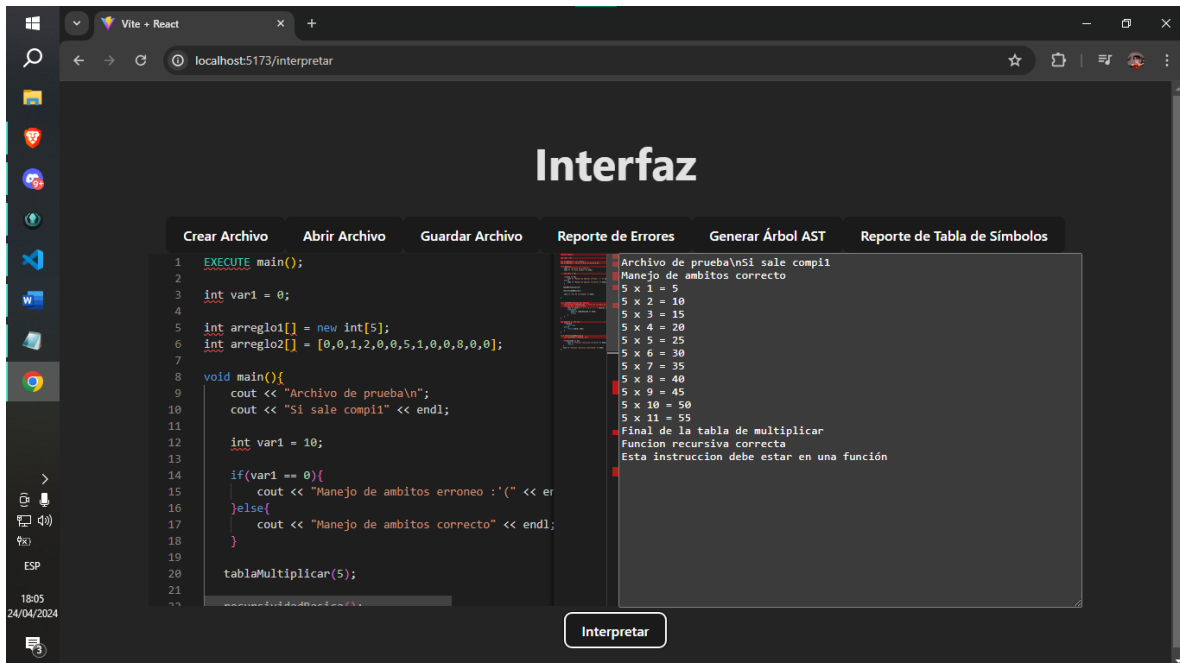 Vite + React
localhost:5173/interpretar
Interfaz
Crear Archivo Abrir Archivo Guardar Archivo Reporte de Errores Generar Árbol AST Reporte de Tabla de Símbolos
1 EXECUTE main();
2
3 int var1 = 0;
4
5 int arreglo1[] = new int[5];
6 int arreglo2[] = [0,0,1,2,0,0,5,1,0,0,8,0,0];
7
8 void main(){
9 cout << "Archivo de prueba\n";
10 cout << "Si sale compi1" << endl;
11
12 int var1 = 10;
13
14 if(var1 == 0){
15 cout << "Manejo de ambitos erroneo :'(" << en
16 }else{
17 cout << "Manejo de ambitos correcto" << endl;
18 }
19
20 tablaMultiplicar(5);
21
22 recursividadBasica();
Archivo de prueba\nSi sale compi1
Manejo de ambitos correcto
5 x 1 = 5
5 x 2 = 10
5 x 3 = 15
5 x 4 = 20
5 x 5 = 25
5 x 6 = 30
5 x 7 = 35
5 x 8 = 40
5 x 9 = 45
5 x 10 = 50
5 x 11 = 55
Final de la tabla de multiplicar
Funcion recursiva correcta
Esta instruccion debe estar en una función
Interpretar
9+
W
ESP
18:05
24/04/2024
3